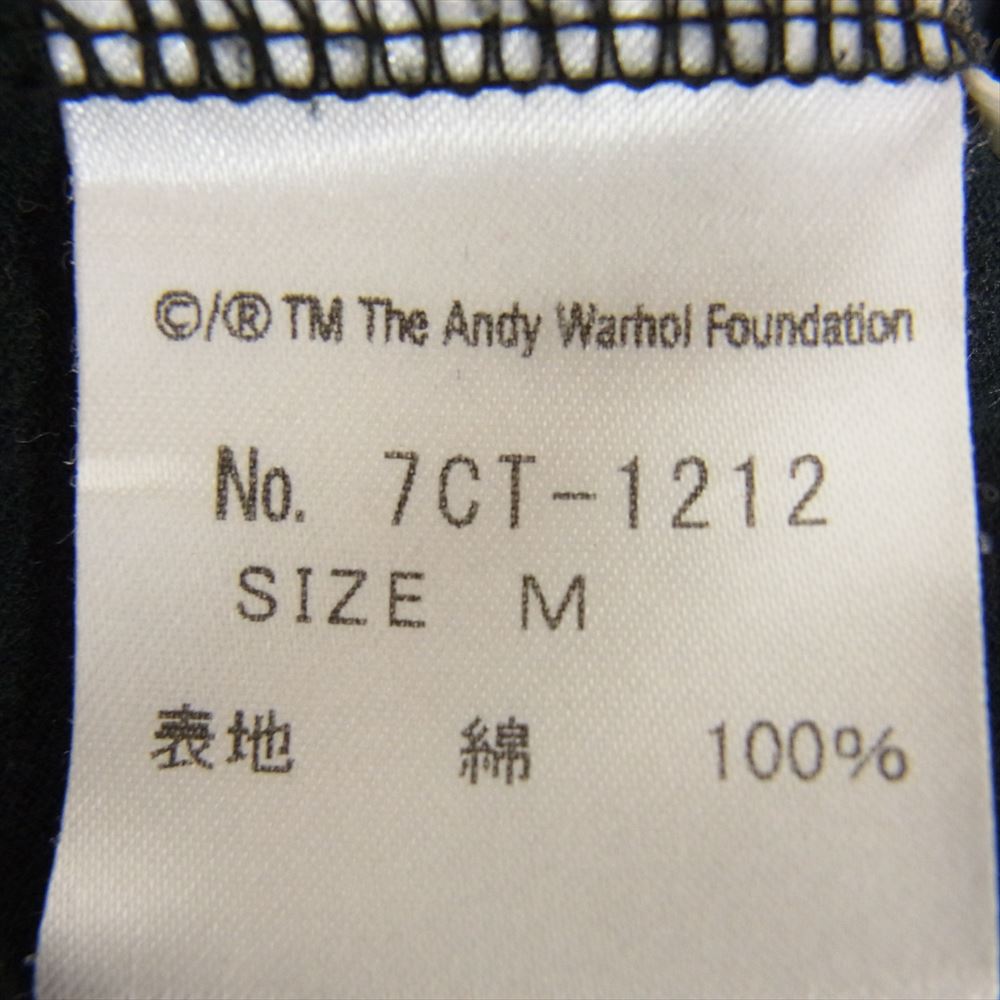 ©/® TM The Andy Warhol Foundation
No. 7CT-1212
SIZE M
表地 綿 100%